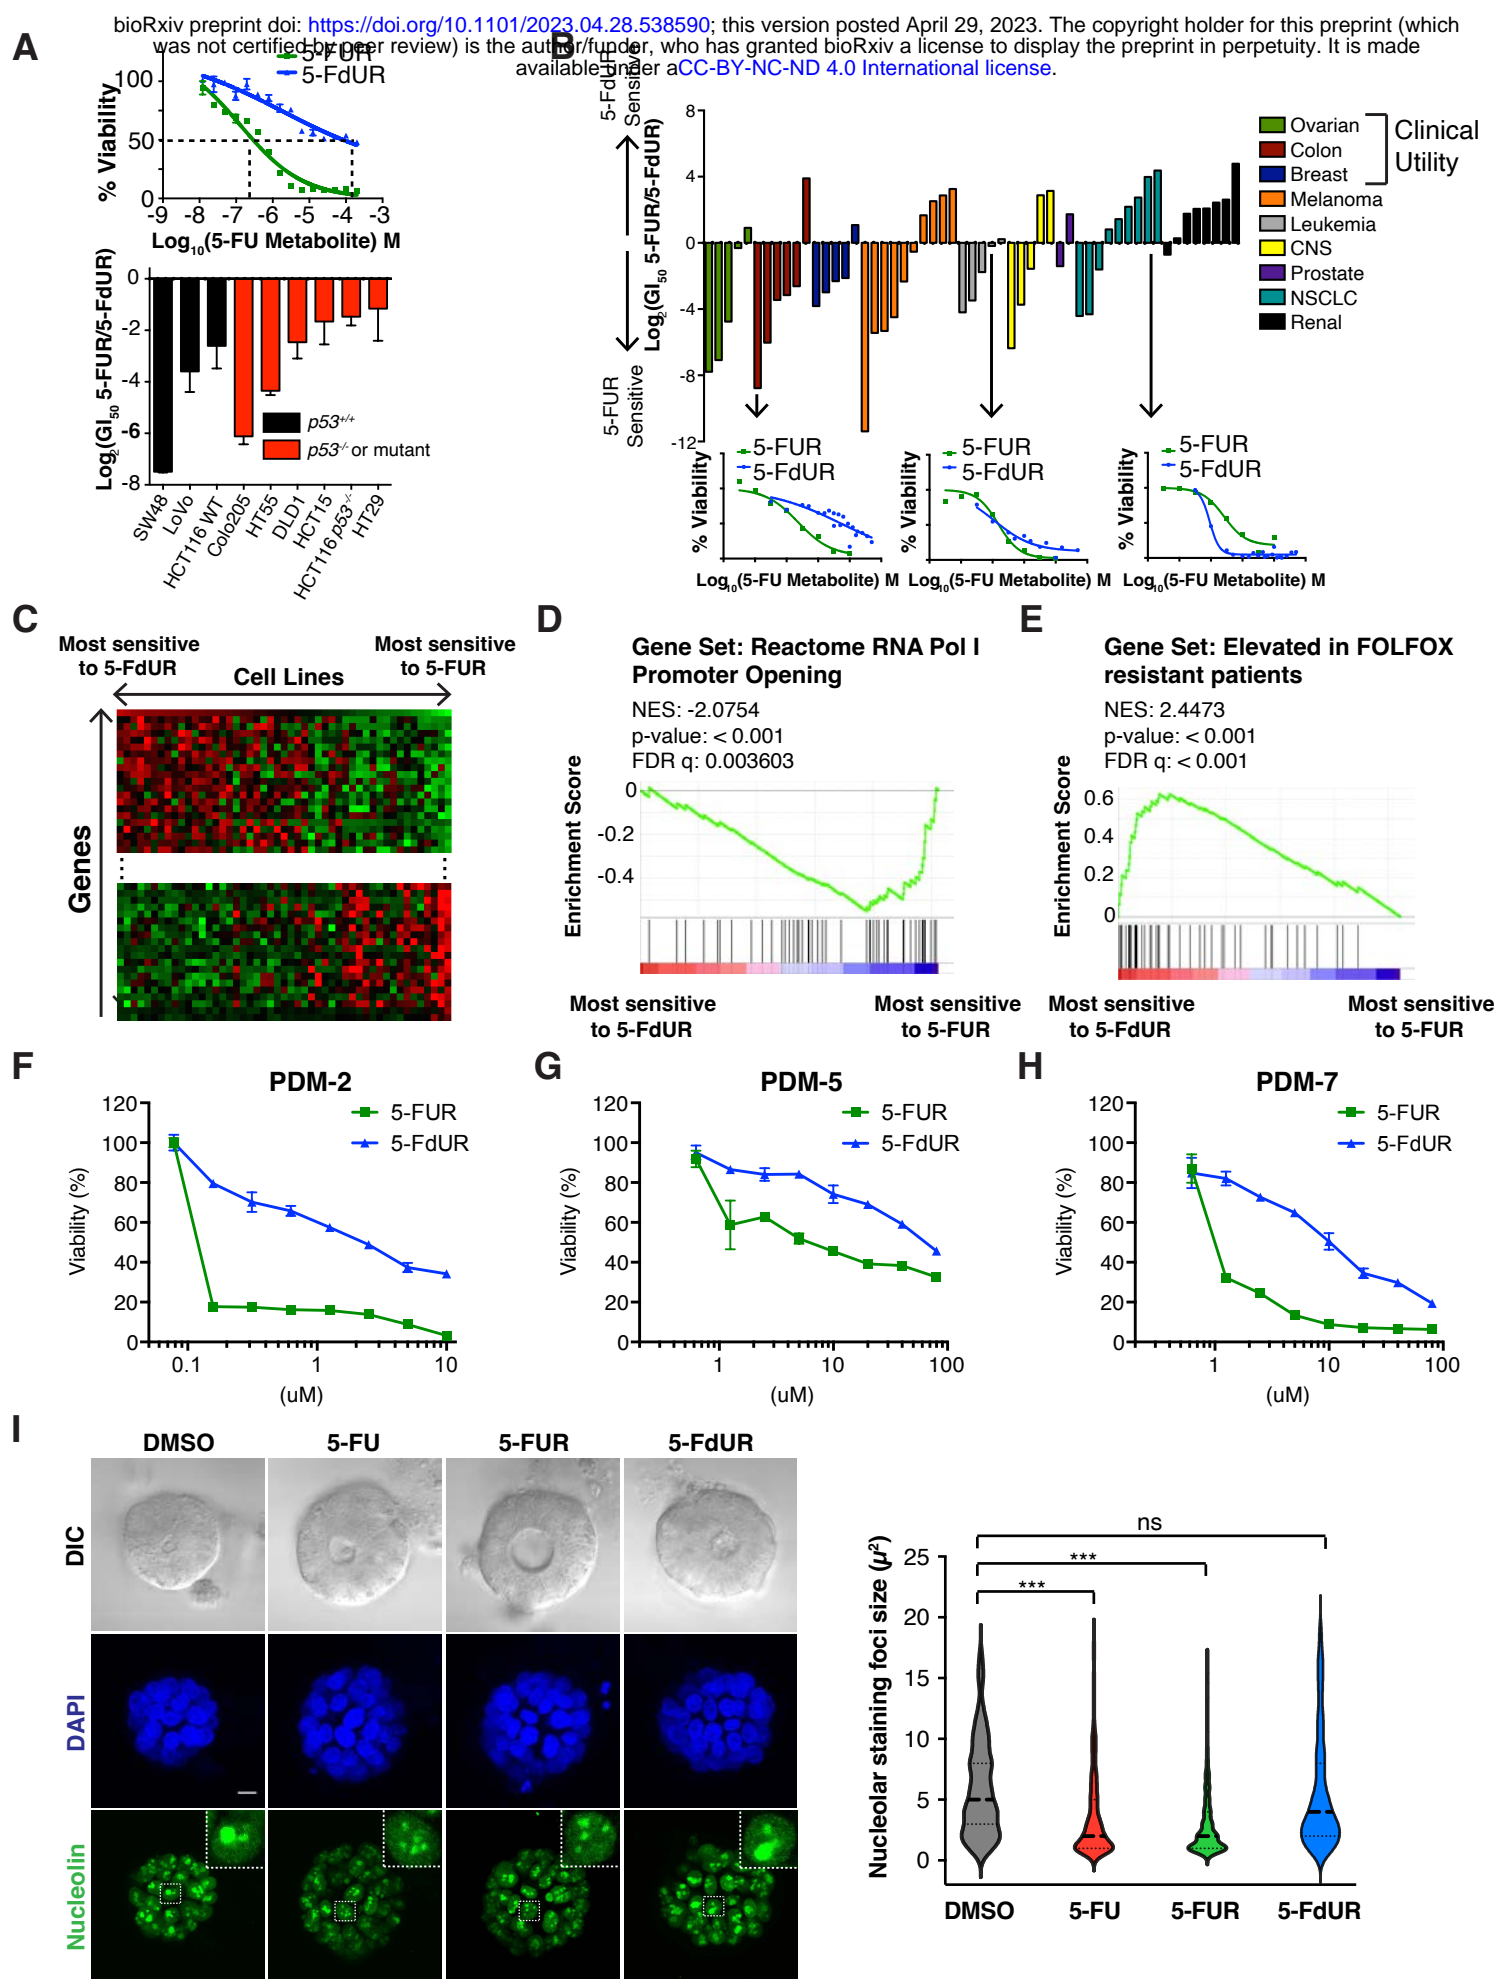 bioRxiv preprint doi: https://doi.org/10.1101/2023.04.28.538590; this version posted April 29, 2023. The copyright holder for this preprint (which
was not certified by peer review) is the author/funder, who has granted bioRxiv a license to display the preprint in perpetuity. It is made
available under aCC-BY-NC-ND 4.0 International license.
A
5-FUR
5-FdUR
% Viability
100
50
0
-9 -8 -7 -6 -5 -4 -3
Log10(5-FU Metabolite) M
Log2(GI50 5-FUR/5-FdUR)
0
-2
-4
-6
-8
p53+/+
p53-/- or mutant
SW48
LoVo
HCT116 WT
Colo205
HT55
DLD1
HCT15
HCT116 p53-/-
HT29
B
5-FdUR
Sensitive
5-FUR
Sensitive
Log2(GI50 5-FUR/5-FdUR)
8
4
0
-4
-8
-12
Ovarian
Colon
Breast
Melanoma
Leukemia
CNS
Prostate
NSCLC
Renal
Clinical
Utility
% Viability
5-FUR
5-FdUR
Log10(5-FU Metabolite) M
% Viability
5-FUR
5-FdUR
Log10(5-FU Metabolite) M
% Viability
5-FUR
5-FdUR
Log10(5-FU Metabolite) M
C
Most sensitive
to 5-FdUR
Most sensitive
to 5-FUR
Cell Lines
Genes
D
Gene Set: Reactome RNA Pol I
Promoter Opening
NES: -2.0754
p-value: < 0.001
FDR q: 0.003603
Enrichment Score
0
-0.2
-0.4
Most sensitive
to 5-FdUR
Most sensitive
to 5-FUR
E
Gene Set: Elevated in FOLFOX
resistant patients
NES: 2.4473
p-value: < 0.001
FDR q: < 0.001
Enrichment Score
0.6
0.4
0.2
0
Most sensitive
to 5-FdUR
Most sensitive
to 5-FUR
F
PDM-2
5-FUR
5-FdUR
Viability (%)
120
100
80
60
40
20
0
0.1 1 10
(uM)
G
PDM-5
5-FUR
5-FdUR
Viability (%)
120
100
80
60
40
20
0
1 10 100
(uM)
H
PDM-7
5-FUR
5-FdUR
Viability (%)
120
100
80
60
40
20
0
1 10 100
(uM)
I
DMSO 5-FU 5-FUR 5-FdUR
DIC
DAPI
Nucleolin
Nucleolar staining foci size (µ²)
25
20
15
10
5
0
ns
***
***
DMSO 5-FU 5-FUR 5-FdUR